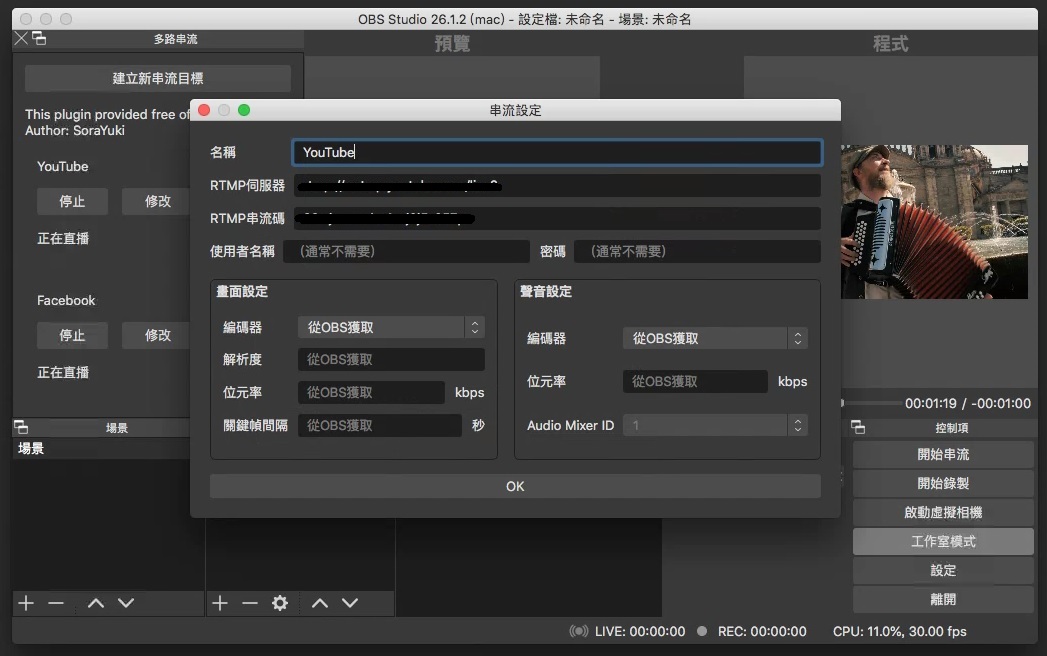 OBS Studio 26.1.2 (mac) - 設定檔: 未命名 - 場景: 未命名
多路串流
預覽
程式
建立新串流目標
This plugin provided free of
Author: SoraYuki
YouTube
停止
修改
正在直播
Facebook
停止
修改
正在直播
串流設定
名稱
YouTube
RTMP伺服器
RTMP串流碼
使用者名稱
(通常不需要)
密碼
(通常不需要)
畫面設定
編碼器
從OBS獲取
解析度
從OBS獲取
位元率
從OBS獲取
kbps
關鍵幀間隔
從OBS獲取
秒
聲音設定
編碼器
從OBS獲取
位元率
從OBS獲取
kbps
Audio Mixer ID
1
OK
00:01:19 / -00:01:00
場景
場景
控制項
開始串流
開始錄製
啟動虛擬相機
工作室模式
設定
離開
LIVE: 00:00:00
REC: 00:00:00
CPU: 11.0%, 30.00 fps